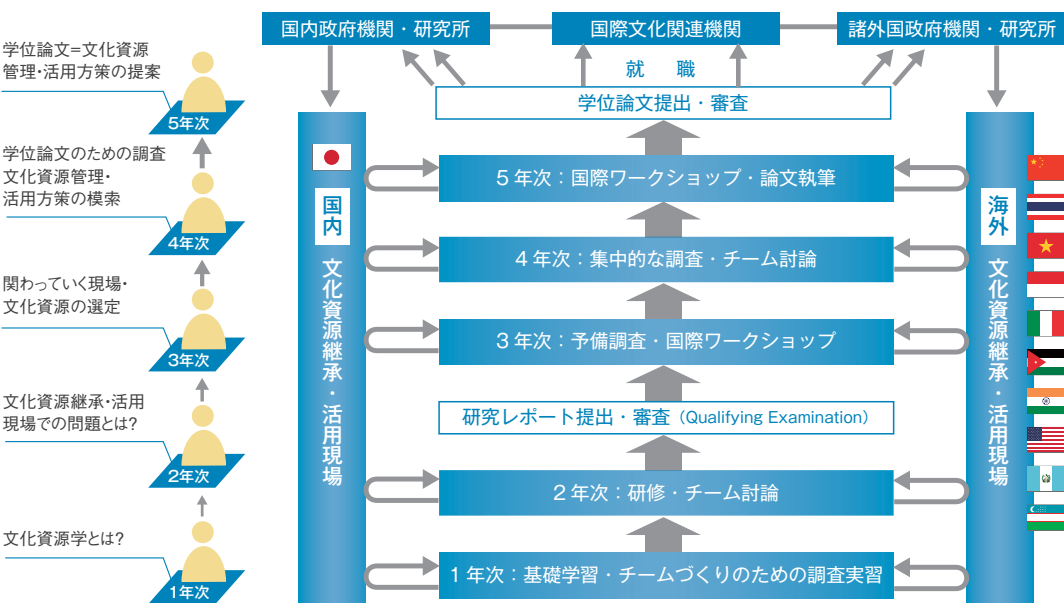 国内政府機関・研究所
国際文化関連機関
諸外国政府機関・研究所
就　職
学位論文提出・審査
学位論文=文化資源
管理・活用方策の提案
5年次
学位論文のための調査
文化資源管理・
活用方策の模索
4年次
関わっていく現場・
文化資源の選定
3年次
文化資源継承・活用
現場での問題とは?
2年次
文化資源学とは?
1年次
国内
文化資源継承・活用現場
5年次：国際ワークショップ・論文執筆
4年次：集中的な調査・チーム討論
3年次：予備調査・国際ワークショップ
研究レポート提出・審査（Qualifying Examination）
2年次：研修・チーム討論
1年次：基礎学習・チームづくりのための調査実習
海外
文化資源継承・活用現場